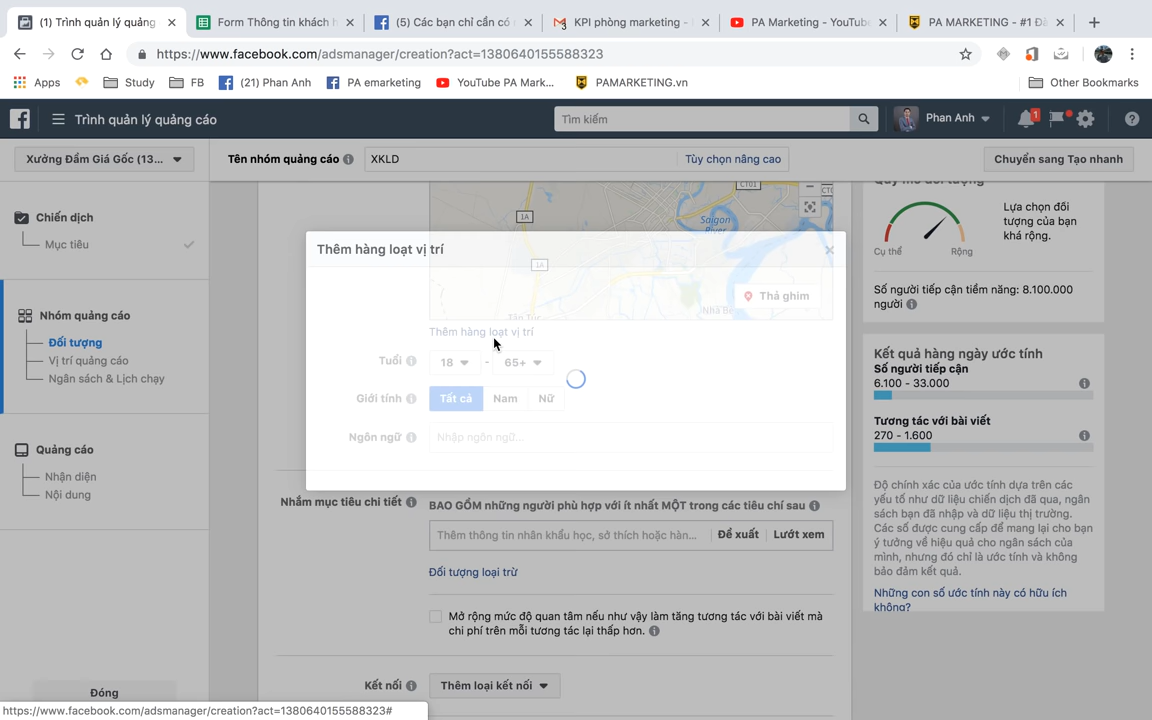 (1) Trình quản lý quảng
Form Thông tin khách h
(5) Các bạn chỉ cần có
KPI phòng marketing -
PA Marketing - YouTube
PA MARKETING - #1 Đà
https://www.facebook.com/adsmanager/creation?act=1380640155588323
Apps
Study
FB
(21) Phan Anh
PA emarketing
YouTube PA Mark...
PAMARKETING.vn
Other Bookmarks
Trình quản lý quảng cáo
Tìm kiếm
Phan Anh
1
Xưởng Đầm Giá Gốc (13...
Tên nhóm quảng cáo
XKLD
Tùy chọn nâng cao
Chuyển sang Tạo nhanh
Chiến dịch
Mục tiêu
Nhóm quảng cáo
Đối tượng
Vị trí quảng cáo
Ngân sách & Lịch chạy
Quảng cáo
Nhận diện
Nội dung
Đóng
CT01
1A
Saigon
River
Thêm hàng loạt vị trí
1A
Nha Be
Thả ghim
Thêm hàng loạt vị trí
Tuổi
18
-
65+
Giới tính
Tất cả
Nam
Nữ
Ngôn ngữ
Nhập ngôn ngữ...
Nhắm mục tiêu chi tiết
BAO GỒM những người phù hợp với ít nhất MỘT trong các tiêu chí sau
Thêm thông tin nhân khẩu học, sở thích hoặc hàn...
Đề xuất
Lướt xem
Đối tượng loại trừ
Mở rộng mức độ quan tâm nếu như vậy làm tăng tương tác với bài viết mà
chi phí trên mỗi tương tác lại thấp hơn.
Kết nối
Thêm loại kết nối
Quy mô đối tượng
Lựa chọn đối
tượng của bạn
khá rộng.
Cụ thể
Rộng
Số người tiếp cận tiềm năng: 8.100.000
người
Kết quả hàng ngày ước tính
Số người tiếp cận
6.100 - 33.000
Tương tác với bài viết
270 - 1.600
Độ chính xác của ước tính dựa trên các
yếu tố như dữ liệu chiến dịch đã qua, ngân
sách bạn đã nhập và dữ liệu thị trường.
Các số được cung cấp để mang lại cho bạn
ý tưởng về hiệu quả cho ngân sách của
mình, nhưng đó chỉ là ước tính và không
bảo đảm kết quả.
Những con số ước tính này có hữu ích
không?
https://www.facebook.com/adsmanager/creation?act=1380640155588323#